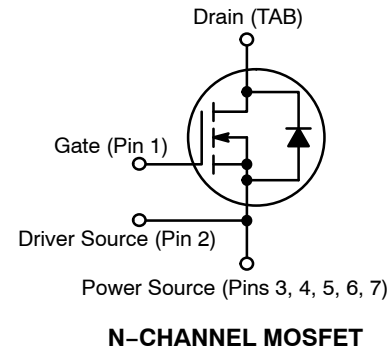 Drain (TAB)
Gate (Pin 1)
Driver Source (Pin 2)
Power Source (Pins 3, 4, 5, 6, 7)
N−CHANNEL MOSFET